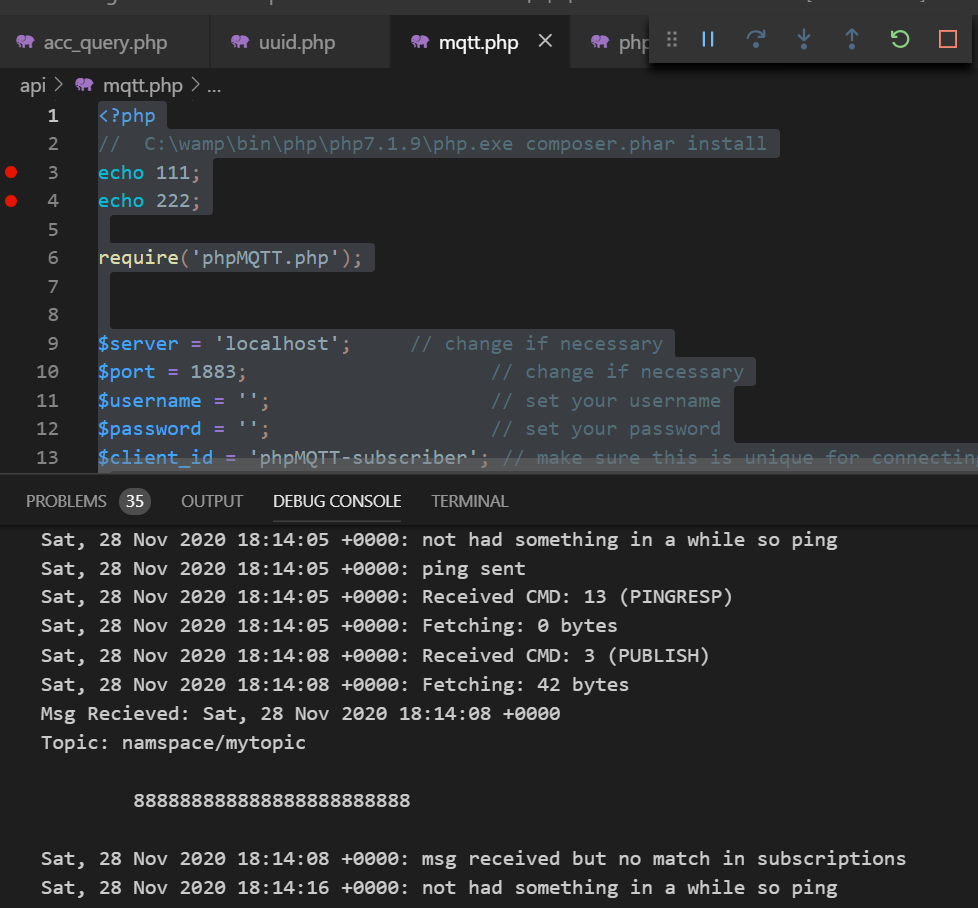 acc_query.php uuid.php mqtt.php php
api > mqtt.php > ...
1 <?php
2 //  C:\wamp\bin\php\php7.1.9\php.exe composer.phar install
3 echo 111;
4 echo 222;
5
6 require('phpMQTT.php');
7
8
9 $server = 'localhost';     // change if necessary
10 $port = 1883;                     // change if necessary
11 $username = '';                   // set your username
12 $password = '';                   // set your password
13 $client_id = 'phpMQTT-subscriber'; // make sure this is unique for connectin
PROBLEMS 35 OUTPUT DEBUG CONSOLE TERMINAL
Sat, 28 Nov 2020 18:14:05 +0000: not had something in a while so ping
Sat, 28 Nov 2020 18:14:05 +0000: ping sent
Sat, 28 Nov 2020 18:14:05 +0000: Received CMD: 13 (PINGRESP)
Sat, 28 Nov 2020 18:14:05 +0000: Fetching: 0 bytes
Sat, 28 Nov 2020 18:14:08 +0000: Received CMD: 3 (PUBLISH)
Sat, 28 Nov 2020 18:14:08 +0000: Fetching: 42 bytes
Msg Recieved: Sat, 28 Nov 2020 18:14:08 +0000
Topic: namspace/mytopic
888888888888888888888888
Sat, 28 Nov 2020 18:14:08 +0000: msg received but no match in subscriptions
Sat, 28 Nov 2020 18:14:16 +0000: not had something in a while so ping